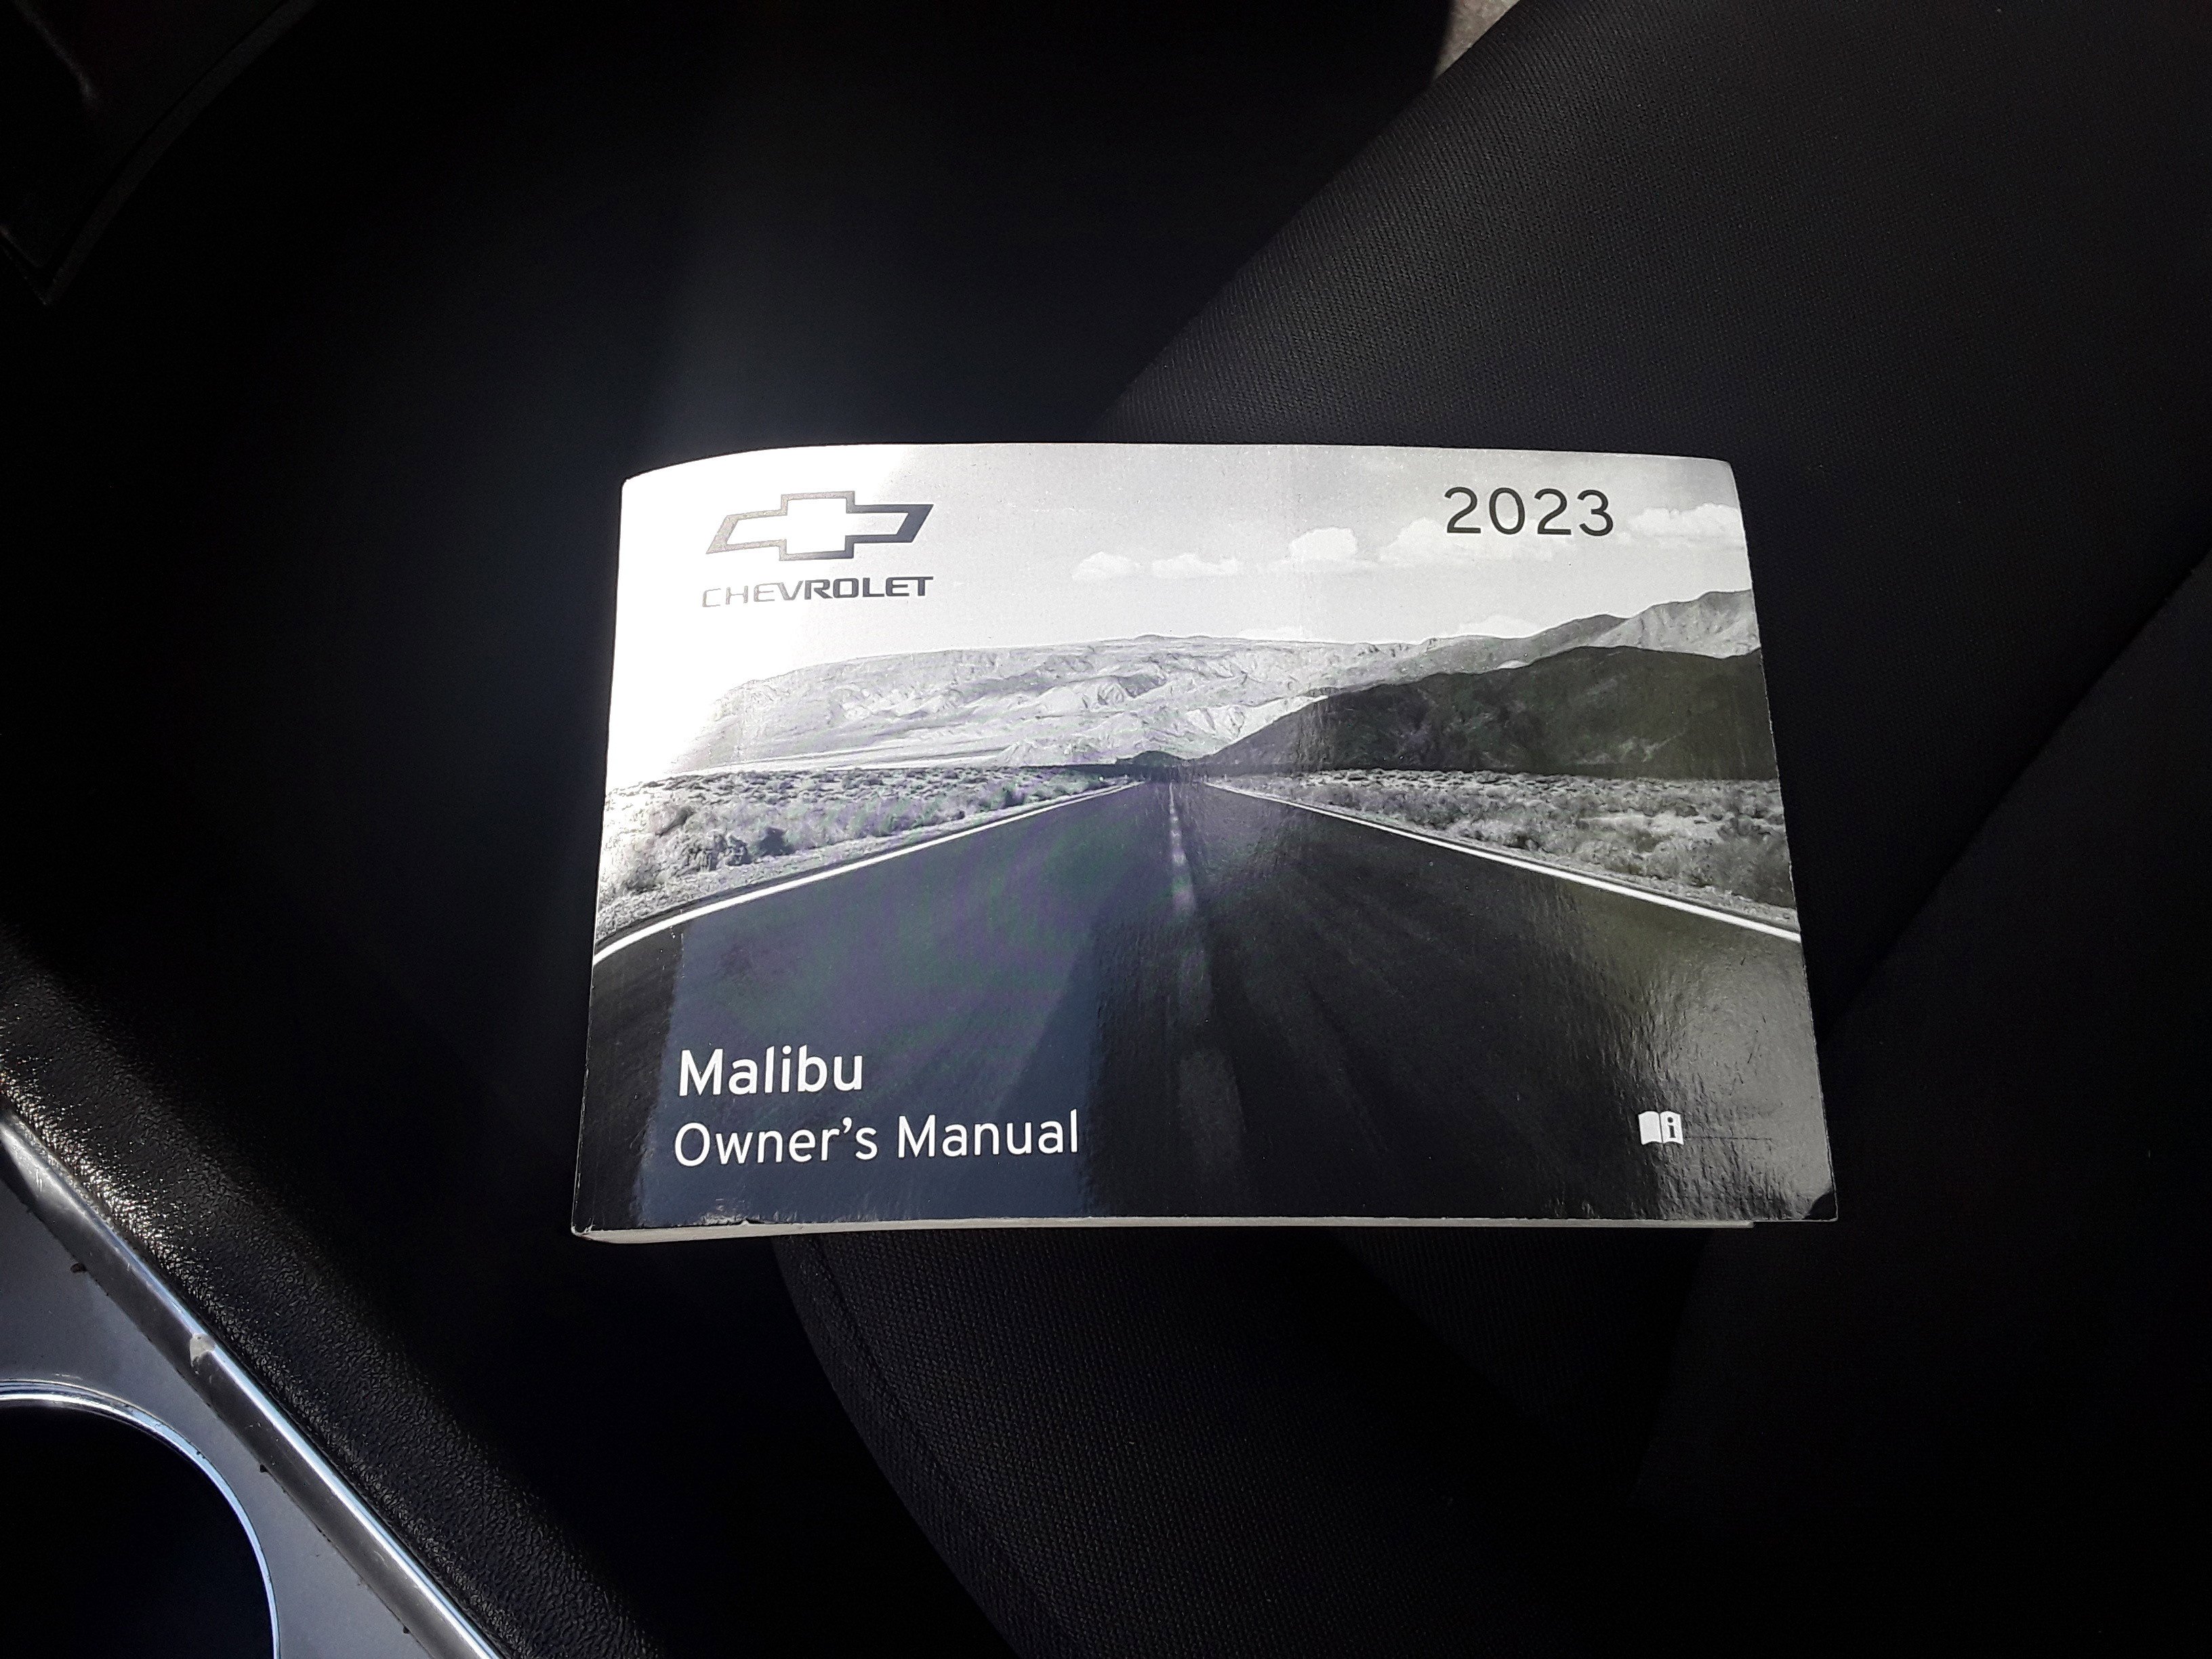 CHEVROLET
2023
Malibu
Owner's Manual
i